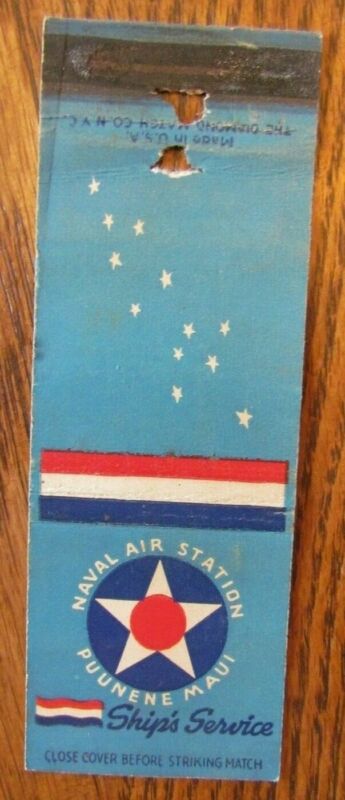 Made in U.S.A.
THE DIAMOND MATCH CO. N.Y.C.
NAVAL AIR STATION
PUUNENE MAUI
Ship's Service
CLOSE COVER BEFORE STRIKING MATCH